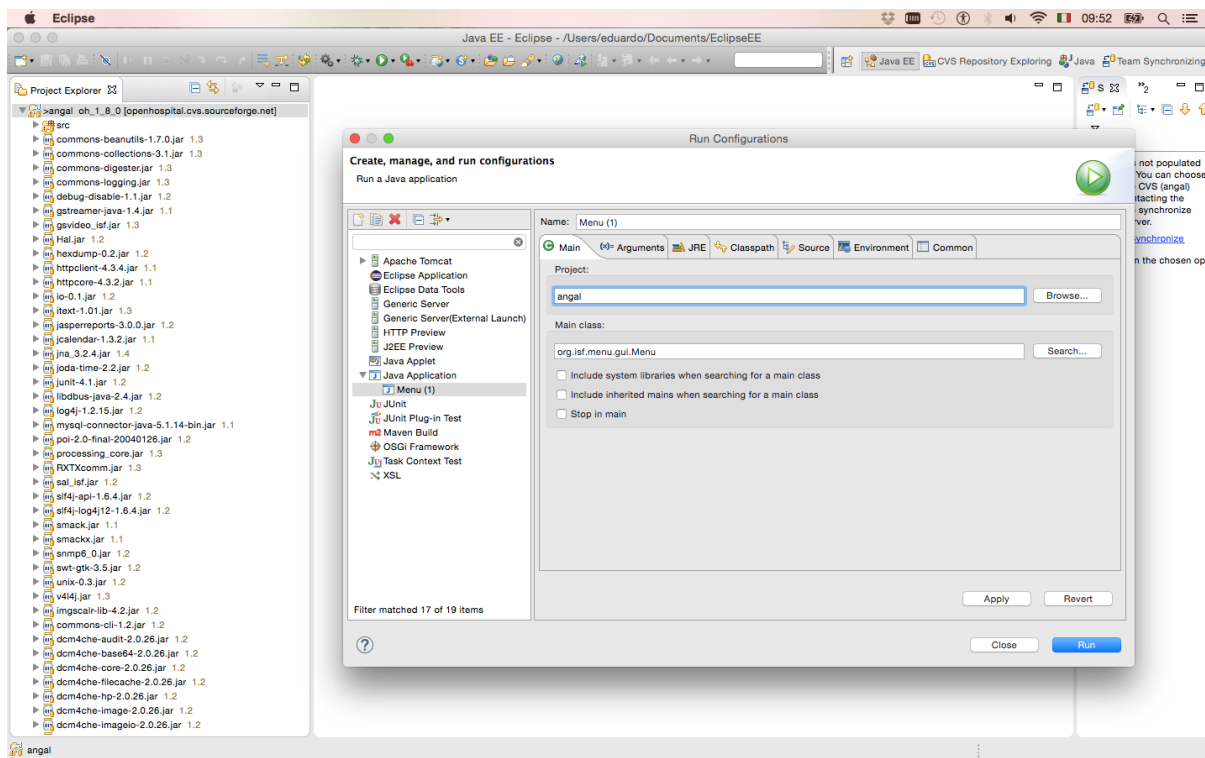 Eclipse
09:52
Java EE - Eclipse - /Users/eduardo/Documents/EclipseEE
Java EE CVS Repository Exploring Java Team Synchronizing
Project Explorer
>angal oh_1_8_0 [openhospital.cvs.sourceforge.net]
src
commons-beanutils-1.7.0.jar 1.3
commons-collections-3.1.jar 1.3
commons-digester.jar 1.3
commons-logging.jar 1.3
debug-disable-1.1.jar 1.2
gstreamer-java-1.4.jar 1.1
gsvideo_isf.jar 1.3
Hal.jar 1.2
hexdump-0.2.jar 1.2
httpclient-4.3.4.jar 1.1
httpcore-4.3.2.jar 1.1
io-0.1.jar 1.2
itext-1.01.jar 1.3
jasperreports-3.0.0.jar 1.2
jcalendar-1.3.2.jar 1.1
jna_3.2.4.jar 1.4
joda-time-2.2.jar 1.2
junit-4.1.jar 1.2
libdbus-java-2.4.jar 1.2
log4j-1.2.15.jar 1.2
mysql-connector-java-5.1.14-bin.jar 1.1
poi-2.0-final-20040126.jar 1.2
processing_core.jar 1.3
RXTXcomm.jar 1.3
sal_isf.jar 1.2
slf4j-api-1.6.4.jar 1.2
slf4j-log4j12-1.6.4.jar 1.2
smack.jar 1.1
smackx.jar 1.1
snmp6_0.jar 1.2
swt-gtk-3.5.jar 1.2
unix-0.3.jar 1.2
v4l4j.jar 1.3
imgscalr-lib-4.2.jar 1.2
commons-cli-1.2.jar 1.2
dcm4che-audit-2.0.26.jar 1.2
dcm4che-base64-2.0.26.jar 1.2
dcm4che-core-2.0.26.jar 1.2
dcm4che-filecache-2.0.26.jar 1.2
dcm4che-hp-2.0.26.jar 1.2
dcm4che-image-2.0.26.jar 1.2
dcm4che-imageio-2.0.26.jar 1.2
angal
Run Configurations
Create, manage, and run configurations
Run a Java application
Apache Tomcat
Eclipse Application
Eclipse Data Tools
Generic Server
Generic Server(External Launch)
HTTP Preview
J2EE Preview
Java Applet
Java Application
Menu (1)
JUnit
JUnit Plug-in Test
m2 Maven Build
OSGi Framework
Task Context Test
XSL
Filter matched 17 of 19 items
Name: Menu (1)
Main (x)= Arguments JRE Classpath Source Environment Common
Project:
angal
Browse...
Main class:
org.isf.menu.gui.Menu
Search...
Include system libraries when searching for a main class
Include inherited mains when searching for a main class
Stop in main
Apply Revert
Close Run
S
2
not populated
You can choose
CVS (angal)
tacting the
synchronize
ver.
ynchronize
n the chosen op